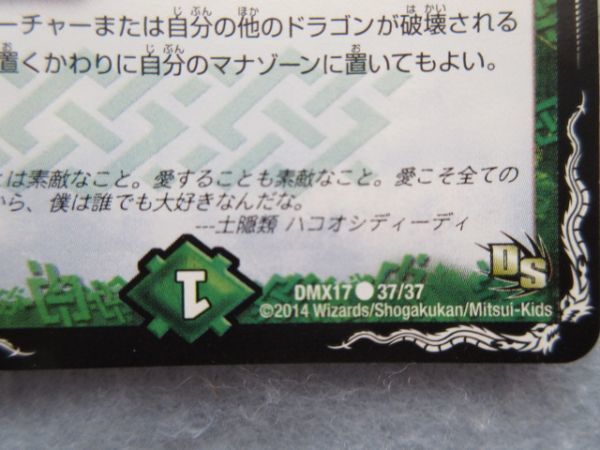 ーチャーまたは自分の他のドラゴンが破壊される
置くかわりに自分のマナゾーンに置いてもよい。
とは素敵なこと。愛することも素敵なこと。愛こそ全ての
から、僕は誰でも大好きなんだな。
---土隠類 ハコオシディーディ
1
DS
DMX17 ● 37/37
©2014 Wizards/Shogakukan/Mitsui-Kids